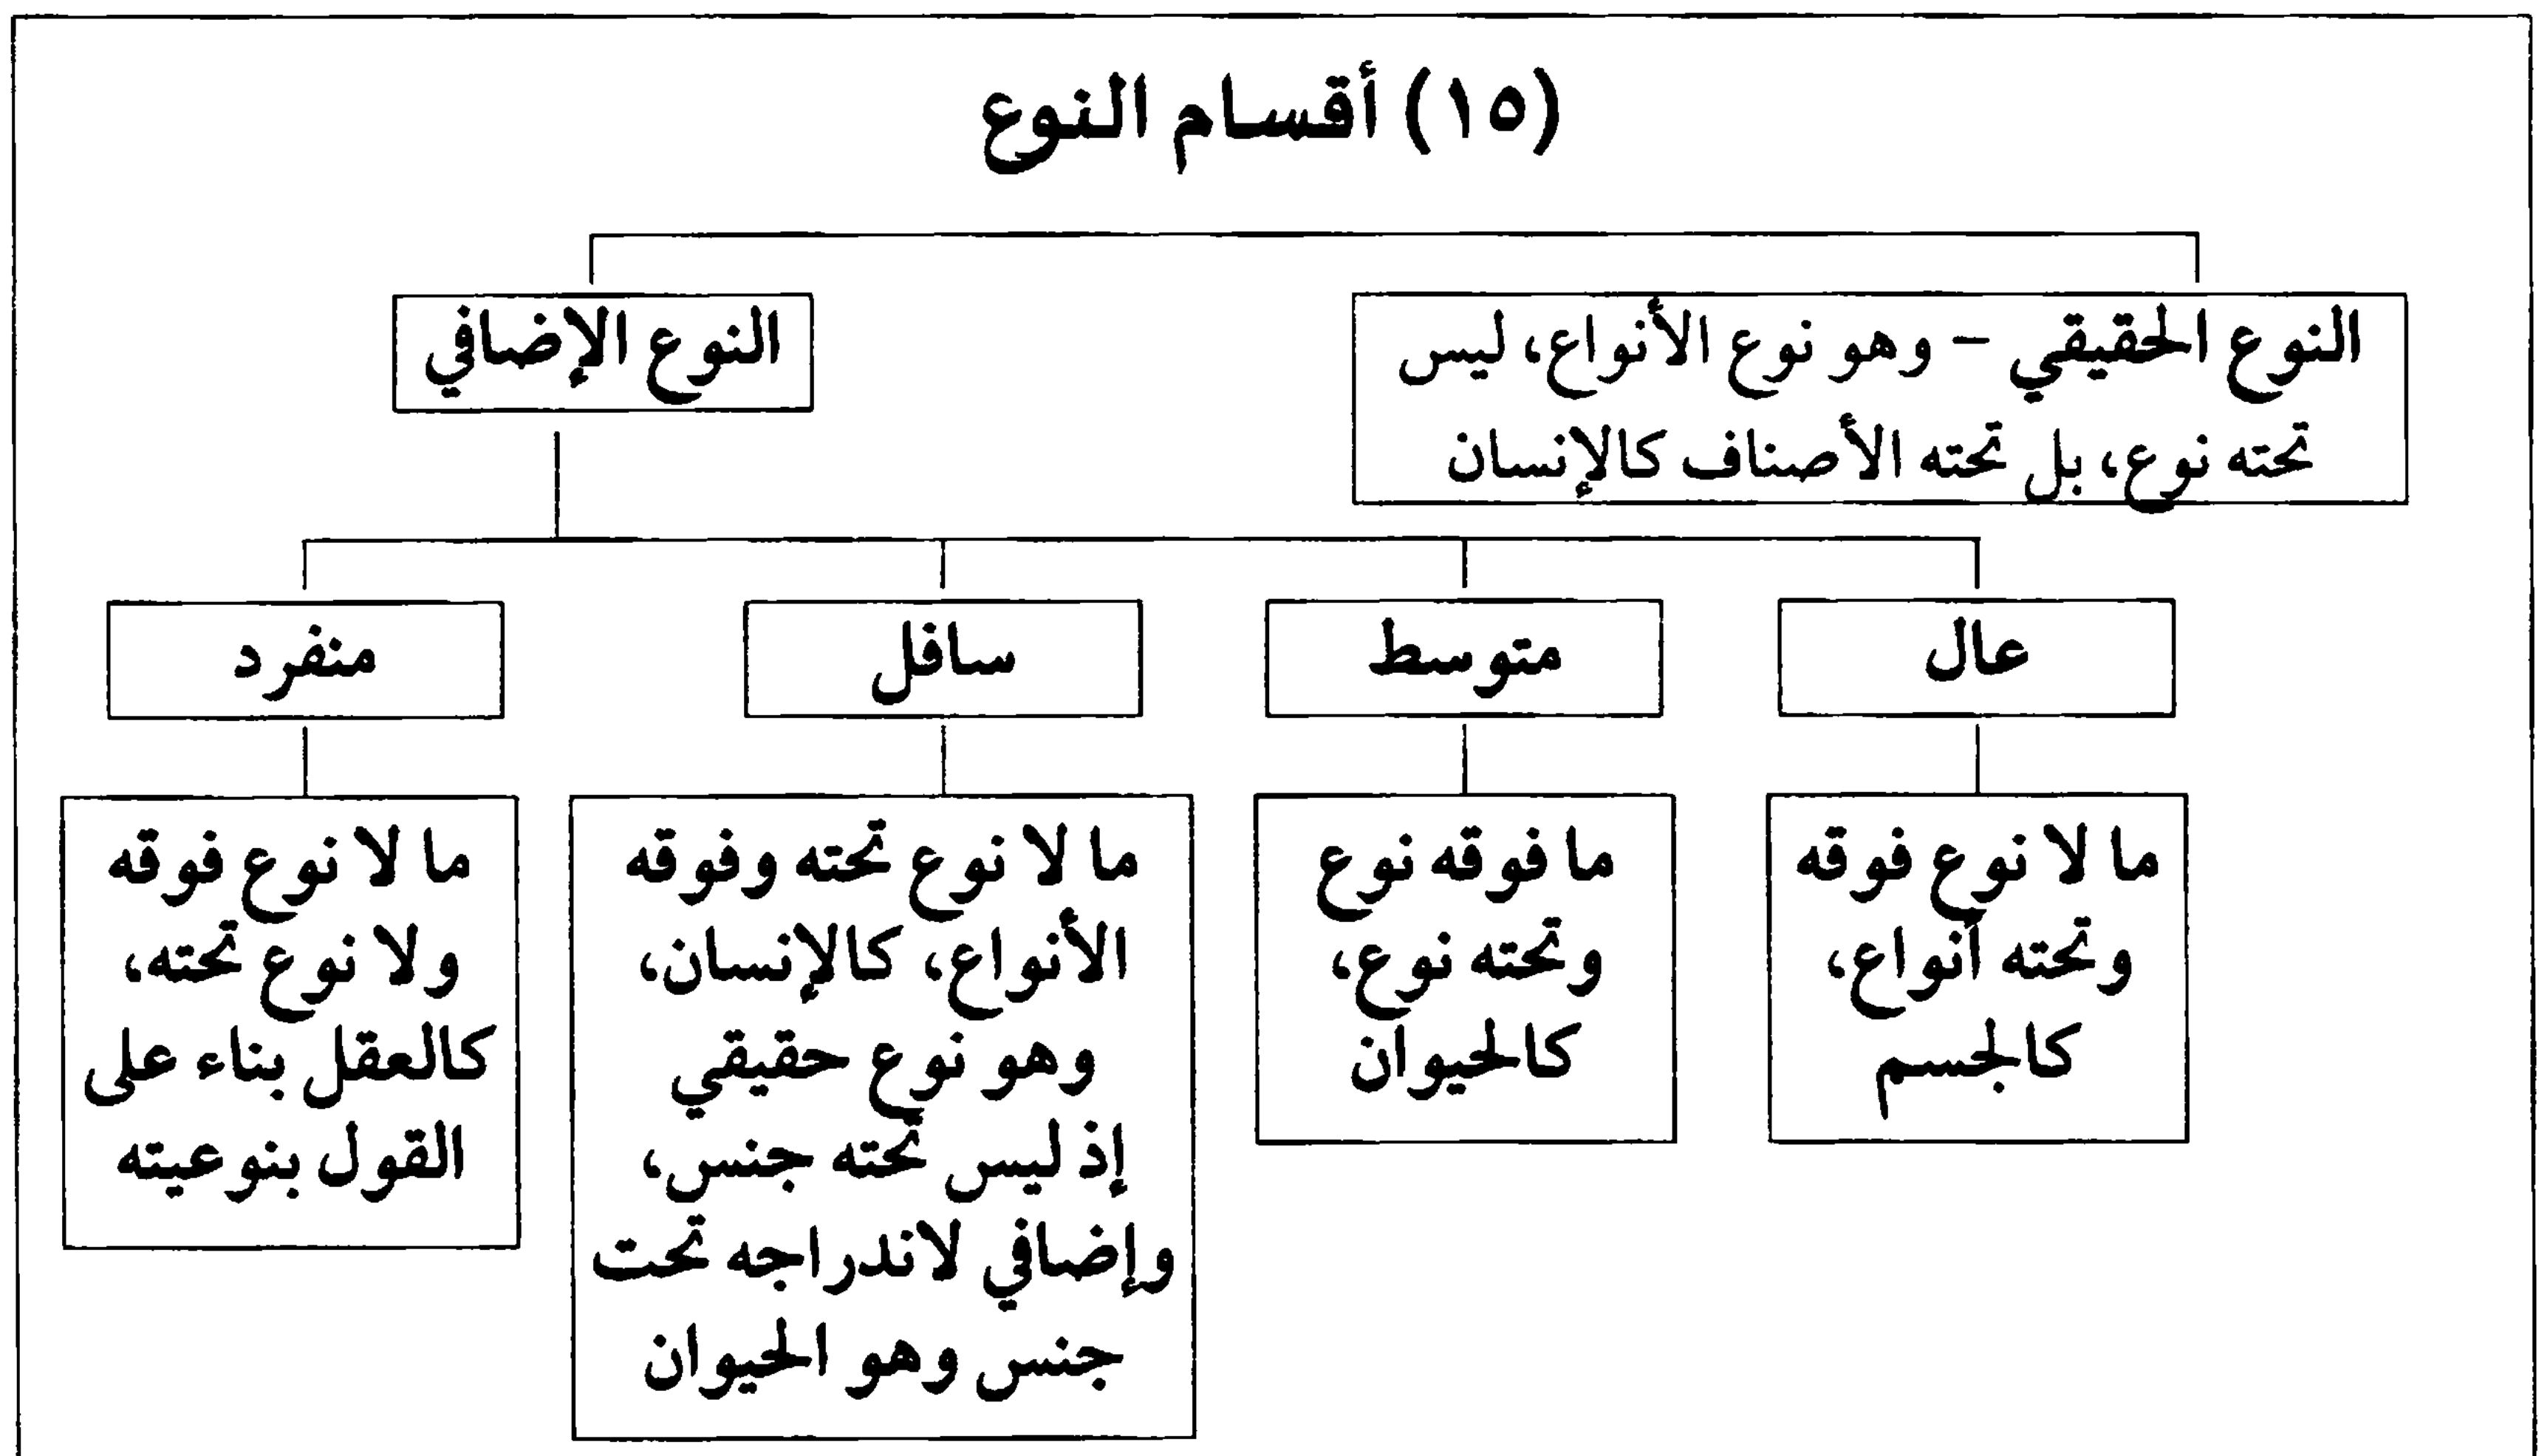 (١٥) أقسام النوع
النوع الحقيقي – وهو نوع الأنواع، ليس
تحته نوع، بل تحته الأصناف كالإنسان
النوع الإضافي
عال
متوسط
سافل
منفرد
ما لا نوع فوقه
وتحته أنواع،
كالجسم
ما فوقه نوع
وتحته نوع،
كالحيوان
ما لا نوع تحته وفوقه
الأنواع، كالإنسان،
وهو نوع حقيقي
إذ ليس تحته جنس،
وإضافي لاندراجه تحت
جنس وهو الحيوان
ما لا نوع فوقه
ولا نوع تحته،
كالعقل بناء على
القول بنوعيته